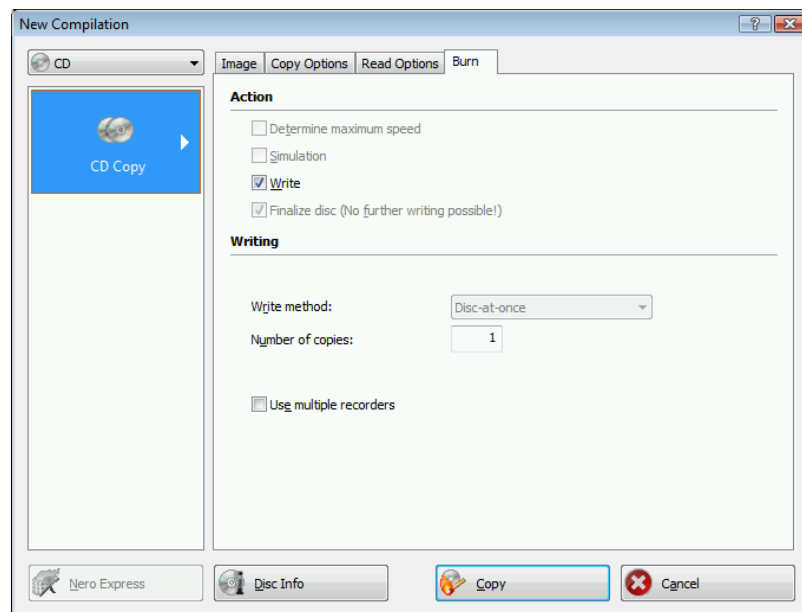 New Compilation
?
CD
Image Copy Options Read Options Burn
CD Copy
Action
Determine maximum speed
Simulation
Write
Finalize disc (No further writing possible!)
Writing
Write method: Disc-at-once
Number of copies: 1
Use multiple recorders
Nero Express Disc Info Copy Cancel